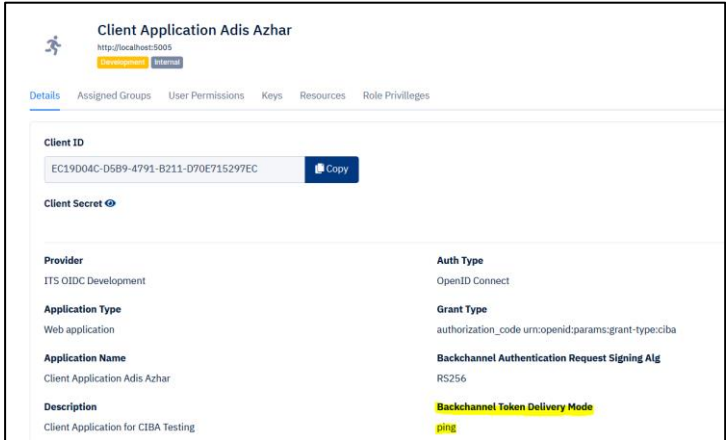 Client Application Adis Azhar
http://localhost:5005
Development Internal
Details Assigned Groups User Permissions Keys Resources Role Privilleges
Client ID
EC19D04C-D5B9-4791-B211-D70E715297EC Copy
Client Secret
Provider Auth Type
ITS OIDC Development OpenID Connect
Application Type Grant Type
Web application authorization_code urn:openid:params:grant-type:ciba
Application Name Backchannel Authentication Request Signing Alg
Client Application Adis Azhar RS256
Description Backchannel Token Delivery Mode
Client Application for CIBA Testing ping